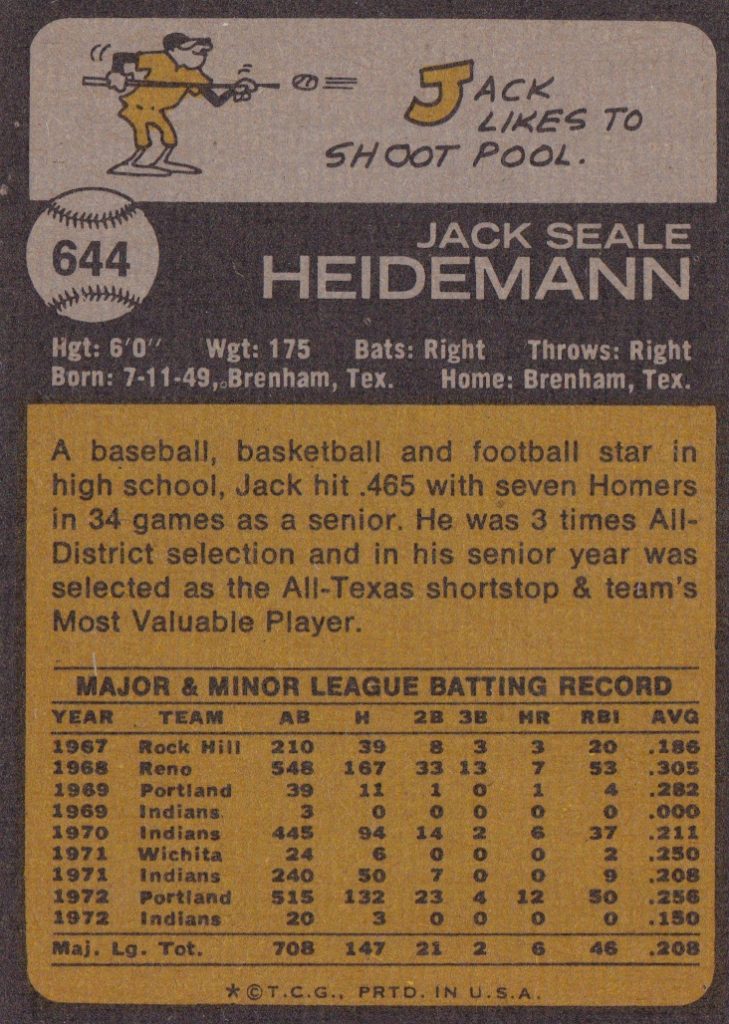 JACK
LIKES TO
SHOOT POOL.
644
JACK SEALE
HEIDEMANN
Hgt: 6'0" Wgt: 175 Bats: Right Throws: Right
Born: 7-11-49, Brenham, Tex. Home: Brenham, Tex.
A baseball, basketball and football star in
high school, Jack hit .465 with seven Homers
in 34 games as a senior. He was 3 times All-
District selection and in his senior year was
selected as the All-Texas shortstop & team's
Most Valuable Player.
MAJOR & MINOR LEAGUE BATTING RECORD
YEAR TEAM AB H 2B 3B HR RBI AVG
1967 Rock Hill 210 39 8 3 3 20 .186
1968 Reno 548 167 33 13 7 53 .305
1969 Portland 39 11 1 0 1 4 .282
1969 Indians 3 0 0 0 0 0 .000
1970 Indians 445 94 14 2 6 37 .211
1971 Wichita 24 6 0 0 0 2 .250
1971 Indians 240 50 7 0 0 9 .208
1972 Portland 515 132 23 4 12 50 .256
1972 Indians 20 3 0 0 0 0 .150
Maj. Lg. Tot. 708 147 21 2 6 46 .208
*©T.C.G., PRTD. IN U.S.A.